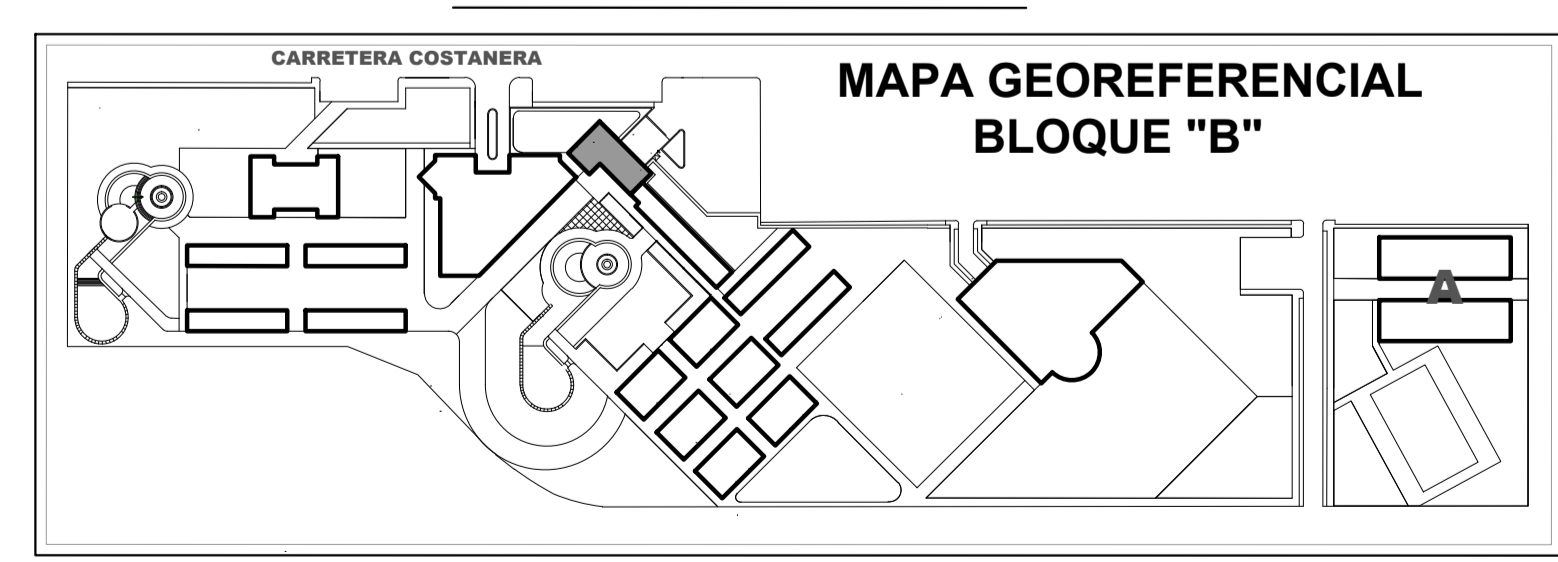 CARRETERA COSTANERA
MAPA GEOREFERENCIAL
BLOQUE "B"
A